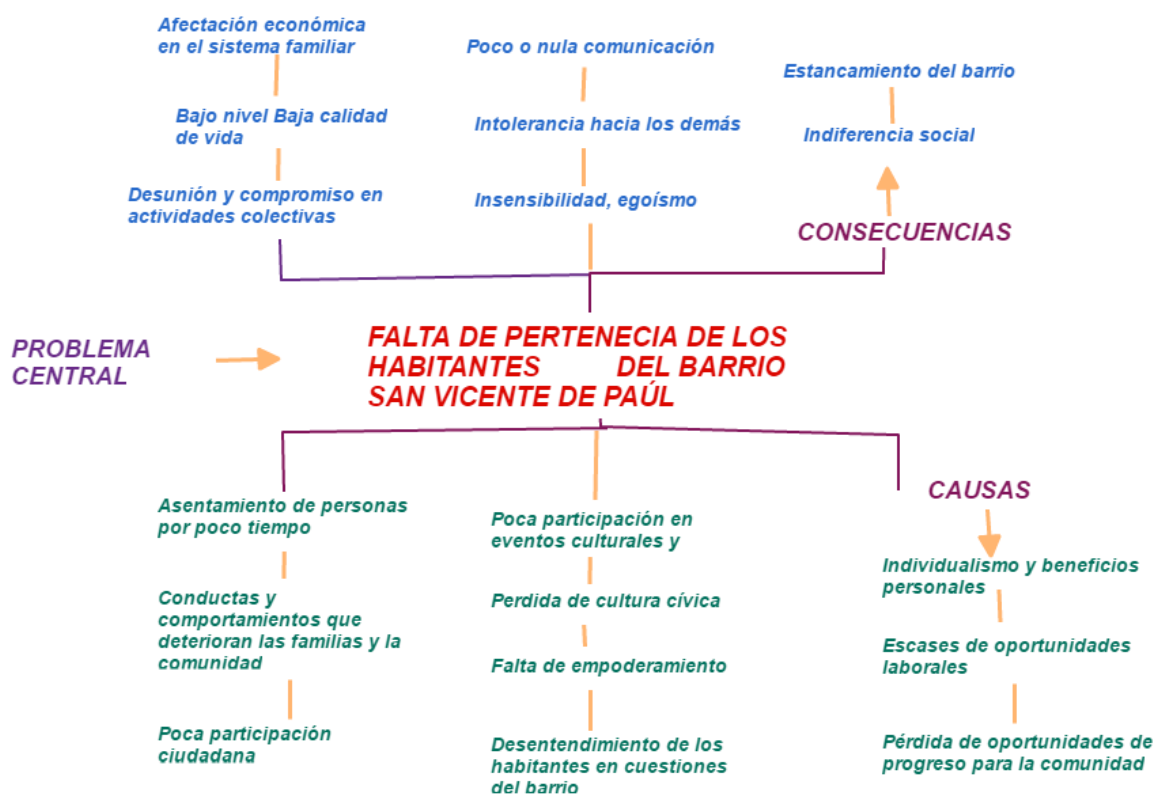 Afectación económica
en el sistema familiar
Bajo nivel Baja calidad
de vida
Desunión y compromiso en
actividades colectivas
Poco o nula comunicación
Intolerancia hacia los demás
Insensibilidad, egoísmo
Estancamiento del barrio
Indiferencia social
CONSECUENCIAS
PROBLEMA
CENTRAL
FALTA DE PERTENECIA DE LOS
HABITANTES DEL BARRIO
SAN VICENTE DE PAÚL
Asentamiento de personas
por poco tiempo
Conductas y
comportamientos que
deterioran las familias y la
comunidad
Poca participación
ciudadana
Poca participación en
eventos culturales y
Perdida de cultura cívica
Falta de empoderamiento
Desentendimiento de los
habitantes en cuestiones
del barrio
CAUSAS
Individualismo y beneficios
personales
Escases de oportunidades
laborales
Pérdida de oportunidades de
progreso para la comunidad